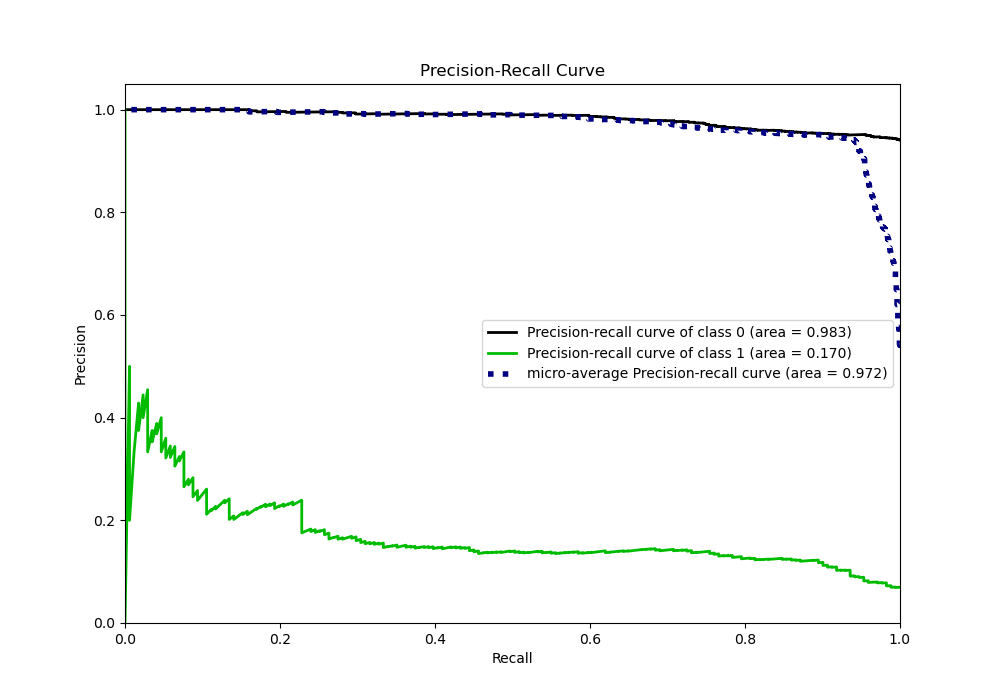 Precision-Recall Curve
1.0
0.8
0.6
0.4
0.2
0.0
Precision
Precision-recall curve of class 0 (area = 0.983)
Precision-recall curve of class 1 (area = 0.170)
micro-average Precision-recall curve (area = 0.972)
0.0 0.2 0.4 0.6 0.8 1.0
Recall